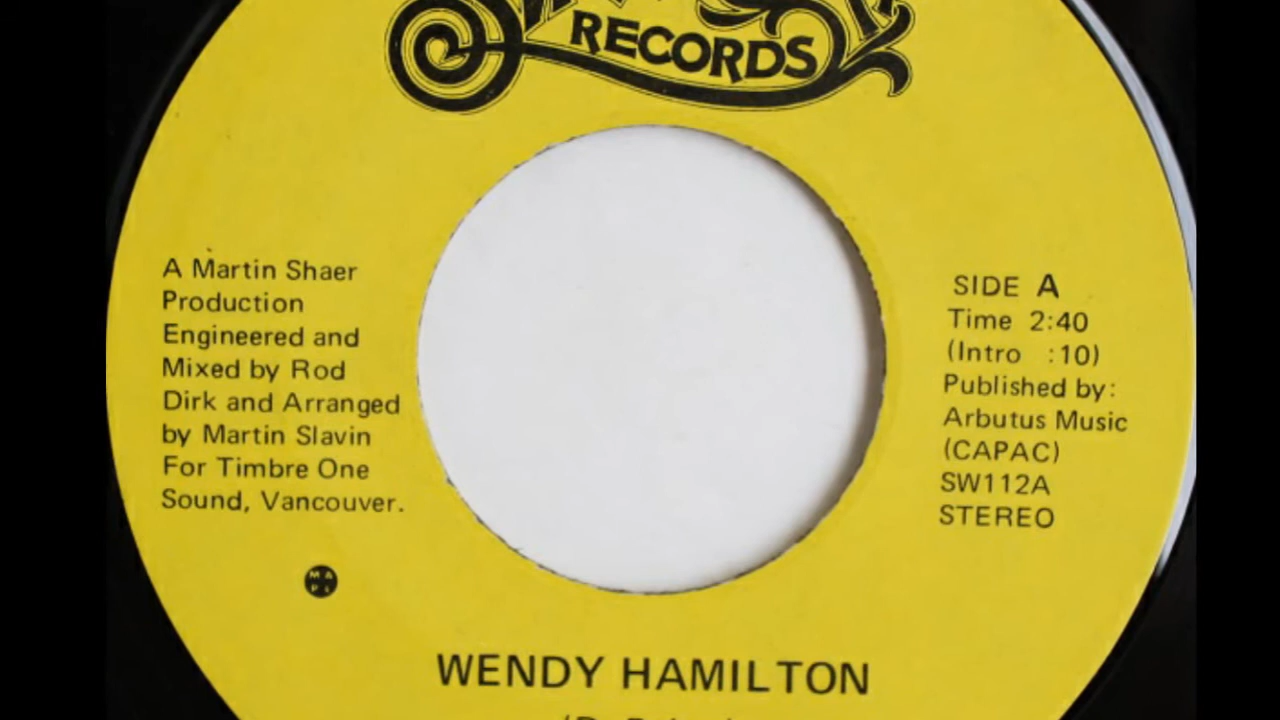 RECORDS
A Martin Shaer
Production
Engineered and
Mixed by Rod
Dirk and Arranged
by Martin Slavin
For Timbre One
Sound, Vancouver.
SIDE A
Time 2:40
(Intro :10)
Published by:
Arbutus Music
(CAPAC)
SW112A
STEREO
M A
P L
WENDY HAMILTON